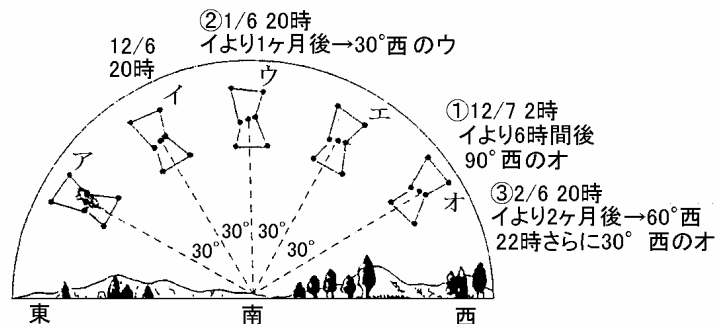 ②1/6 20時
イより1ヶ月後→30°西のウ
12/6
20時
ア
イ
ウ
エ
オ
①12/7 2時
イより6時間後
90°西のオ
③2/6 20時
イより2ヶ月後→60°西
22時さらに30°西のオ
30°
30°
30°
30°
東
南
西